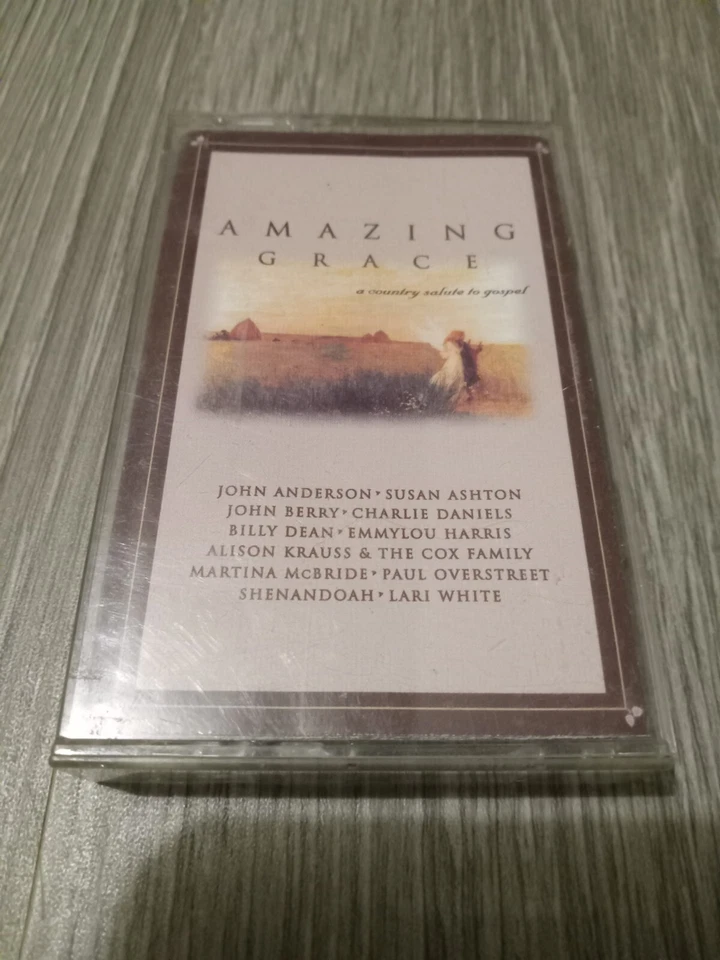 AMAZING
GRACE
a country salute to gospel
JOHN ANDERSON • SUSAN ASHTON
JOHN BERRY • CHARLIE DANIELS
BILLY DEAN • EMMYLOU HARRIS
ALISON KRAUSS & THE COX FAMILY
MARTINA McBRIDE • PAUL OVERSTREET
SHENANDOAH • LARI WHITE